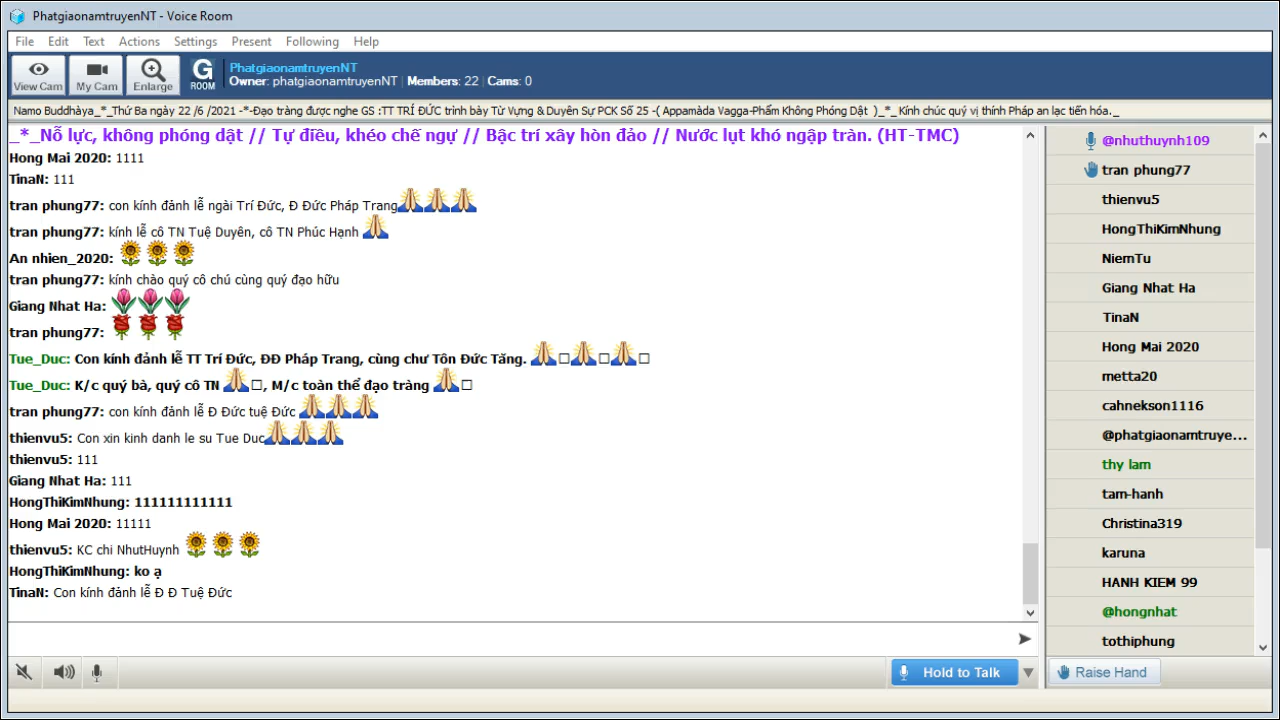 PhatgiaonamtruyenNT - Voice Room
File Edit Text Actions Settings Present Following Help
View Cam My Cam Enlarge G ROOM
PhatgiaonamtruyenNT
Owner: phatgiaonamtruyenNT | Members: 22 | Cams: 0
Namo Buddhàya_*_Thứ Ba ngày 22 /6 /2021 -*-Đạo tràng được nghe GS :TT TRÍ ĐỨC trình bày Từ Vựng & Duyên Sự PCK Số 25 -( Appamàda Vagga-Phẩm Không Phóng Dật )_*_Kính chúc quý vị thính Pháp an lạc tiến hóa._
_*_Nỗ lực, không phóng dật // Tự điều, khéo chế ngự // Bậc trí xây hòn đảo // Nước lụt khó ngập tràn. (HT-TMC)
Hong Mai 2020: 1111
TinaN: 111
tran phung77: con kính đảnh lễ ngài Trí Đức, Đ Đức Pháp Trang
tran phung77: kính lễ cô TN Tuệ Duyên, cô TN Phúc Hạnh
An nhien_2020:
tran phung77: kính chào quý cô chú cùng quý đạo hữu
Giang Nhat Ha:
tran phung77:
Tue_Duc: Con kính đảnh lễ TT Trí Đức, ĐĐ Pháp Trang, cùng chư Tôn Đức Tăng.
Tue_Duc: K/c quý bà, quý cô TN , M/c toàn thể đạo tràng
tran phung77: con kính đảnh lễ Đ Đức tuệ Đức
thienvu5: Con xin kinh danh le su Tue Duc
thienvu5: 111
Giang Nhat Ha: 111
HongThiKimNhung: 111111111111
Hong Mai 2020: 11111
thienvu5: KC chi NhutHuynh
HongThiKimNhung: ko ạ
TinaN: Con kính đảnh lễ Đ Đ Tuệ Đức
Hold to Talk
@nhuthuynh109
tran phung77
thienvu5
HongThiKimNhung
NiemTu
Giang Nhat Ha
TinaN
Hong Mai 2020
metta20
cahnekson1116
@phatgiaonamtruye...
thy lam
tam-hanh
Christina319
karuna
HANH KIEM 99
@hongnhat
tothiphung
Raise Hand